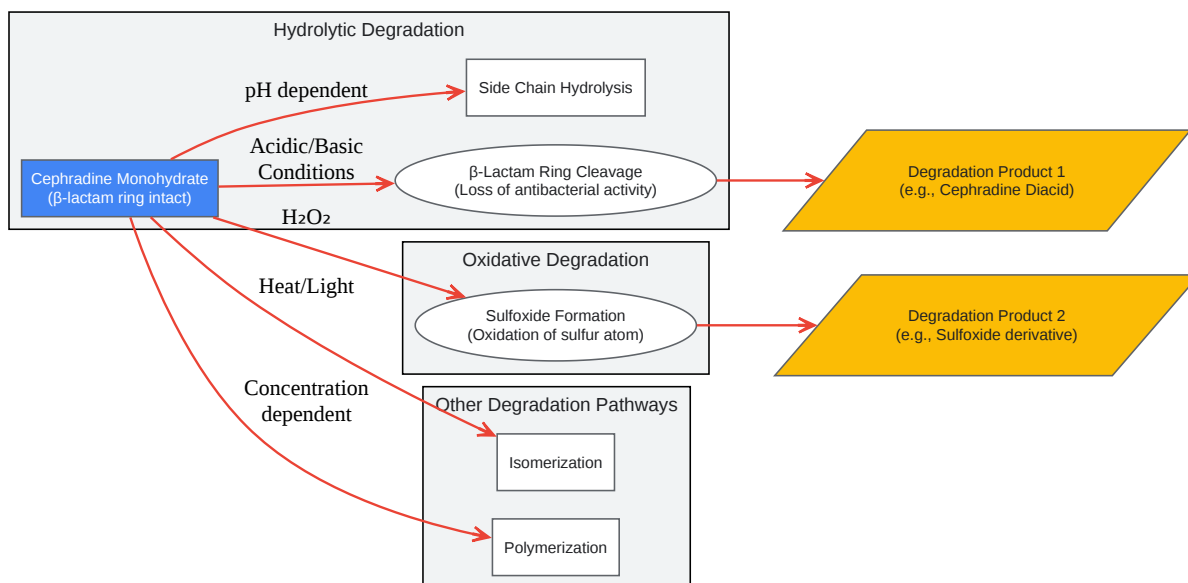 Hydrolytic Degradation
pH dependent
Side Chain Hydrolysis
Acidic/Basic
Conditions
Cephradine Monohydrate
(β-lactam ring intact)
β-Lactam Ring Cleavage
(Loss of antibacterial activity)
Degradation Product 1
(e.g., Cephradine Diacid)
H₂O₂
Oxidative Degradation
Heat/Light
Sulfoxide Formation
(Oxidation of sulfur atom)
Degradation Product 2
(e.g., Sulfoxide derivative)
Concentration
dependent
Other Degradation Pathways
Isomerization
Polymerization